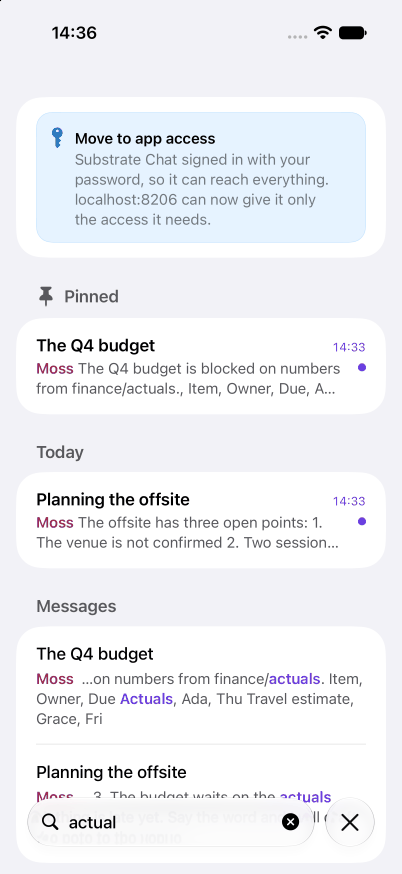 14:36
Move to app access
Substrate Chat signed in with your
password, so it can reach everything.
localhost:8206 can now give it only
the access it needs.
Pinned
The Q4 budget
14:33
Moss The Q4 budget is blocked on numbers
from finance/actuals., Item, Owner, Due, A...
Today
Planning the offsite
14:33
Moss The offsite has three open points: 1.
The venue is not confirmed 2. Two session...
Messages
The Q4 budget
Moss ...on numbers from finance/actuals. Item,
Owner, Due Actuals, Ada, Thu Travel estimate,
Grace, Fri
Planning the offsite
Moss ...3. The budget waits on the actuals
actual